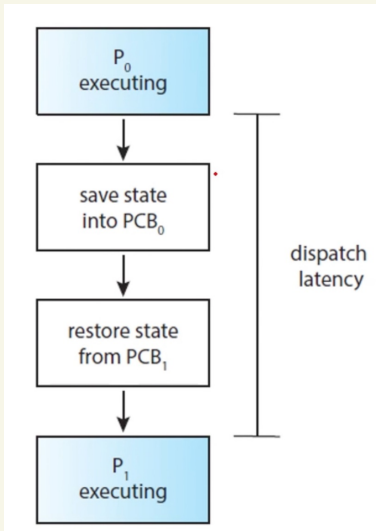 P₀
executing
save state
into PCB₀
dispatch
latency
restore state
from PCB₁
P₁
executing